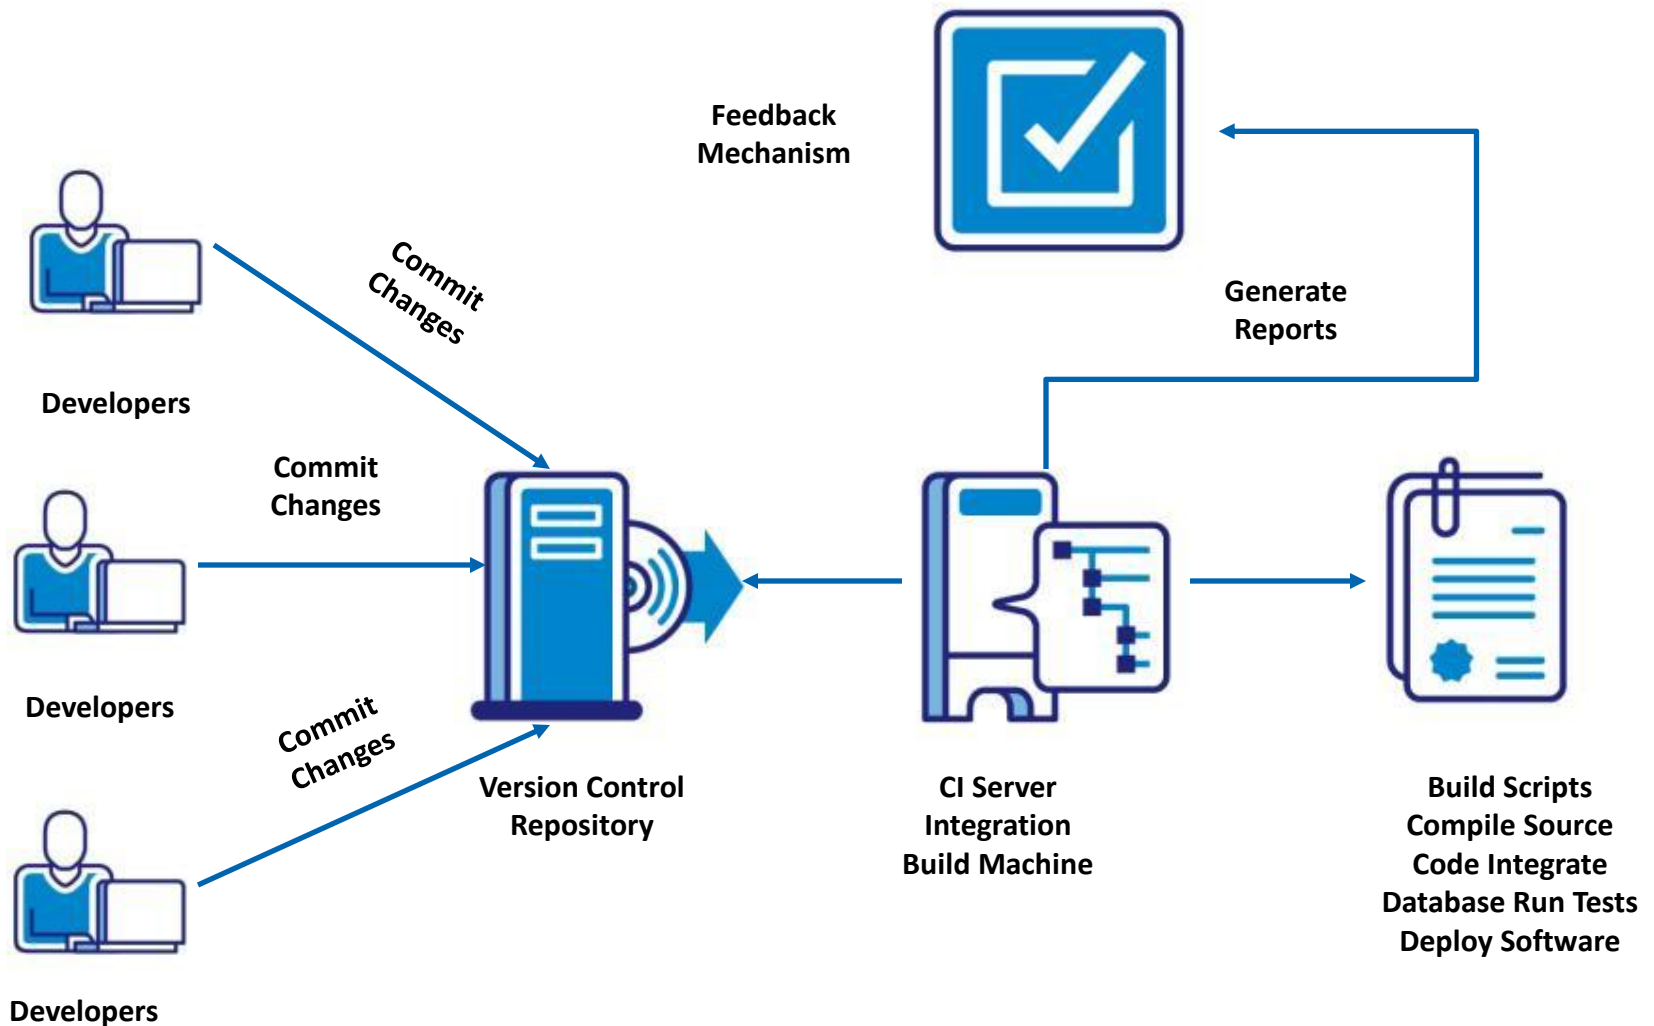 Feedback
Mechanism
Commit
Changes
Generate
Reports
Developers
Commit
Changes
Developers
Commit
Changes
Version Control
Repository
CI Server
Integration
Build Machine
Build Scripts
Compile Source
Code Integrate
Database Run Tests
Deploy Software
Developers